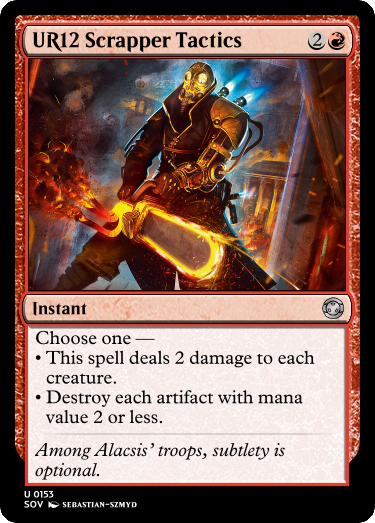 UR12 Scrapper Tactics 2
Instant
Choose one —
• This spell deals 2 damage to each
creature.
• Destroy each artifact with mana
value 2 or less.
Among Alacsis' troops, subtlety is
optional.
U 0153
SOV SEBASTIAN-SZMYD